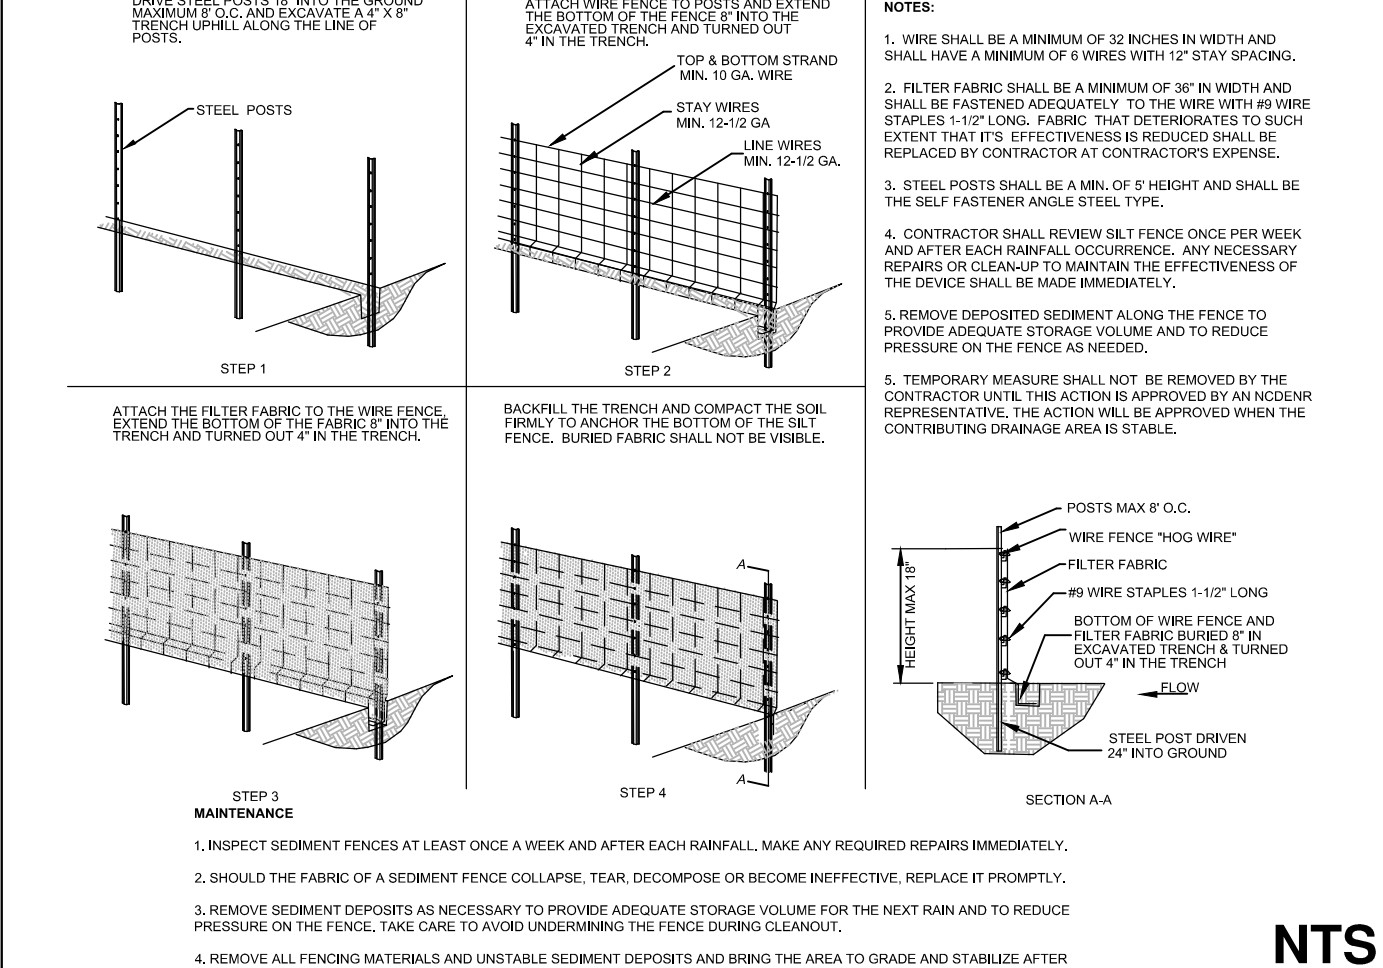 DRIVE STEEL POSTS 18" INTO THE GROUND
MAXIMUM 8' O.C. AND EXCAVATE A 4" X 8"
TRENCH UPHILL ALONG THE LINE OF
POSTS.
STEEL POSTS
STEP 1
ATTACH WIRE FENCE TO POSTS AND EXTEND
THE BOTTOM OF THE FENCE 8" INTO THE
EXCAVATED TRENCH AND TURNED OUT
4" IN THE TRENCH.
TOP & BOTTOM STRAND
MIN. 10 GA. WIRE
STAY WIRES
MIN. 12-1/2 GA
LINE WIRES
MIN. 12-1/2 GA.
STEP 2
ATTACH THE FILTER FABRIC TO THE WIRE FENCE,
EXTEND THE BOTTOM OF THE FABRIC 8" INTO THE
TRENCH AND TURNED OUT 4" IN THE TRENCH.
STEP 3
BACKFILL THE TRENCH AND COMPACT THE SOIL
FIRMLY TO ANCHOR THE BOTTOM OF THE SILT
FENCE. BURIED FABRIC SHALL NOT BE VISIBLE.
A
A
STEP 4
NOTES:
1. WIRE SHALL BE A MINIMUM OF 32 INCHES IN WIDTH AND
SHALL HAVE A MINIMUM OF 6 WIRES WITH 12" STAY SPACING.
2. FILTER FABRIC SHALL BE A MINIMUM OF 36" IN WIDTH AND
SHALL BE FASTENED ADEQUATELY TO THE WIRE WITH #9 WIRE
STAPLES 1-1/2" LONG. FABRIC THAT DETERIORATES TO SUCH
EXTENT THAT IT'S EFFECTIVENESS IS REDUCED SHALL BE
REPLACED BY CONTRACTOR AT CONTRACTOR'S EXPENSE.
3. STEEL POSTS SHALL BE A MIN. OF 5' HEIGHT AND SHALL BE
THE SELF FASTENER ANGLE STEEL TYPE.
4. CONTRACTOR SHALL REVIEW SILT FENCE ONCE PER WEEK
AND AFTER EACH RAINFALL OCCURRENCE. ANY NECESSARY
REPAIRS OR CLEAN-UP TO MAINTAIN THE EFFECTIVENESS OF
THE DEVICE SHALL BE MADE IMMEDIATELY.
5. REMOVE DEPOSITED SEDIMENT ALONG THE FENCE TO
PROVIDE ADEQUATE STORAGE VOLUME AND TO REDUCE
PRESSURE ON THE FENCE AS NEEDED.
5. TEMPORARY MEASURE SHALL NOT BE REMOVED BY THE
CONTRACTOR UNTIL THIS ACTION IS APPROVED BY AN NCDENR
REPRESENTATIVE. THE ACTION WILL BE APPROVED WHEN THE
CONTRIBUTING DRAINAGE AREA IS STABLE.
POSTS MAX 8' O.C.
WIRE FENCE "HOG WIRE"
FILTER FABRIC
#9 WIRE STAPLES 1-1/2" LONG
BOTTOM OF WIRE FENCE AND
FILTER FABRIC BURIED 8" IN
EXCAVATED TRENCH & TURNED
OUT 4" IN THE TRENCH
HEIGHT MAX 18"
FLOW
STEEL POST DRIVEN
24" INTO GROUND
SECTION A-A
MAINTENANCE
1. INSPECT SEDIMENT FENCES AT LEAST ONCE A WEEK AND AFTER EACH RAINFALL. MAKE ANY REQUIRED REPAIRS IMMEDIATELY.
2. SHOULD THE FABRIC OF A SEDIMENT FENCE COLLAPSE, TEAR, DECOMPOSE OR BECOME INEFFECTIVE, REPLACE IT PROMPTLY.
3. REMOVE SEDIMENT DEPOSITS AS NECESSARY TO PROVIDE ADEQUATE STORAGE VOLUME FOR THE NEXT RAIN AND TO REDUCE
PRESSURE ON THE FENCE. TAKE CARE TO AVOID UNDERMINING THE FENCE DURING CLEANOUT.
4. REMOVE ALL FENCING MATERIALS AND UNSTABLE SEDIMENT DEPOSITS AND BRING THE AREA TO GRADE AND STABILIZE AFTER
NTS